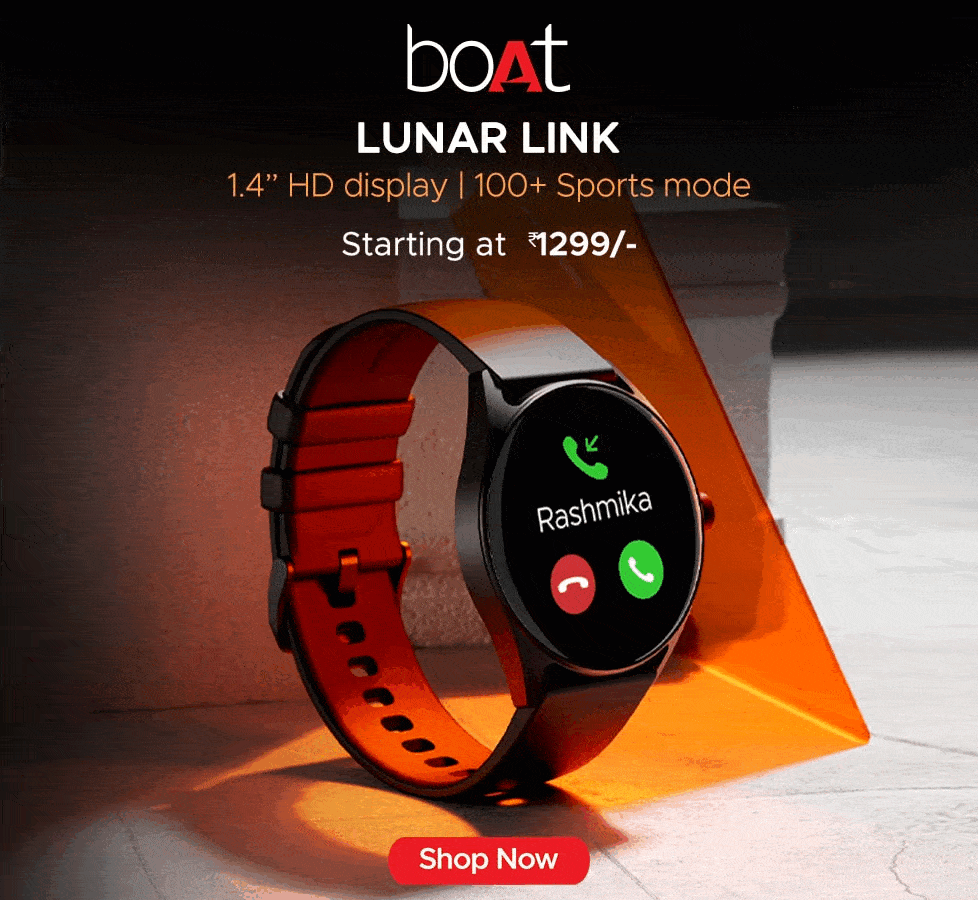 boAt
LUNAR LINK
1.4” HD display | 100+ Sports mode
Starting at ₹1299/-
Rashmika
Shop Now